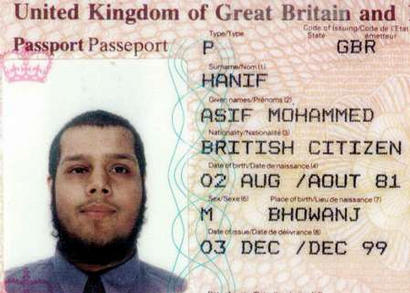 United Kingdom of Great Britain and
Passport Passeport
Type/Type
Code of issuing/Code de l'Etat
State émetteur
P GBR
Surname/Nom (1)
HANIF
Given names/Prénoms (2)
ASIF MOHAMMED
Nationality/Nationalité (3)
BRITISH CITIZEN
Date of birth/Date de naissance (4)
02 AUG /AOUT 81
Sex/Sexe (6) Place of birth/Lieu de naissance (7)
M BHOWANJ
Date of issue/Date de délivrance (8)
03 DEC /DEC 99